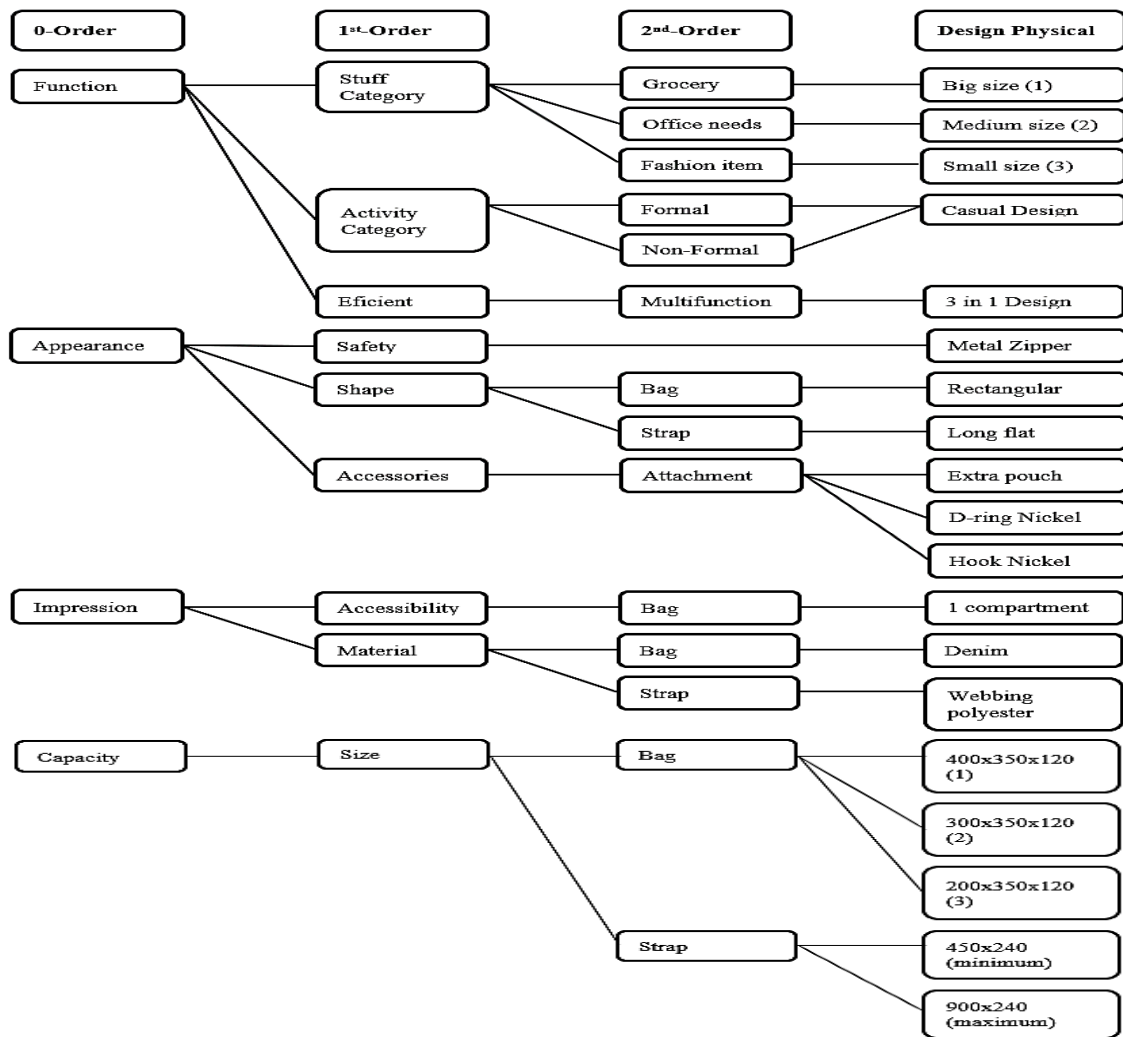 0-Order
1st-Order
2nd-Order
Design Physical
Function
Stuff
Category
Grocery
Big size (1)
Office needs
Medium size (2)
Fashion item
Small size (3)
Activity
Category
Formal
Casual Design
Non-Formal
Eficient
Multifunction
3 in 1 Design
Appearance
Safety
Metal Zipper
Shape
Bag
Rectangular
Strap
Long flat
Accessories
Attachment
Extra pouch
D-ring Nickel
Hook Nickel
Impression
Accessibility
Bag
1 compartment
Material
Bag
Denim
Strap
Webbing
polyester
Capacity
Size
Bag
400x350x120
(1)
300x350x120
(2)
200x350x120
(3)
Strap
450x240
(minimum)
900x240
(maximum)